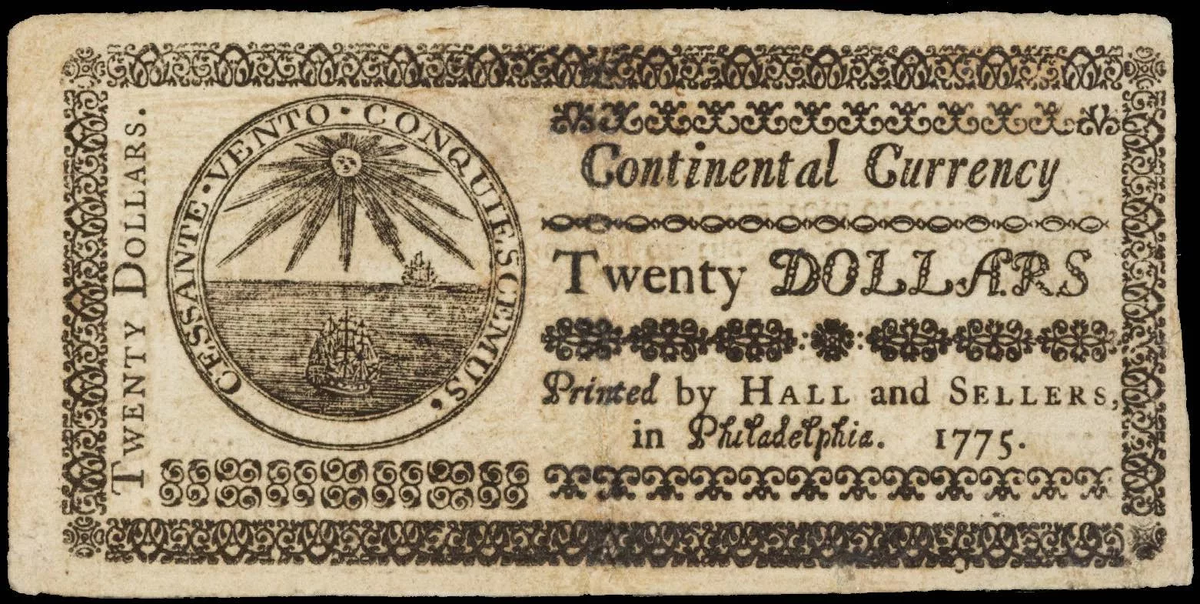 TWENTY DOLLARS.
CESSANTE · VENTO · CONQUIESCEMUS,
Continental Currency
Twenty DOLLARS
Printed by HALL and SELLERS,
in Philadelphia. 1775.